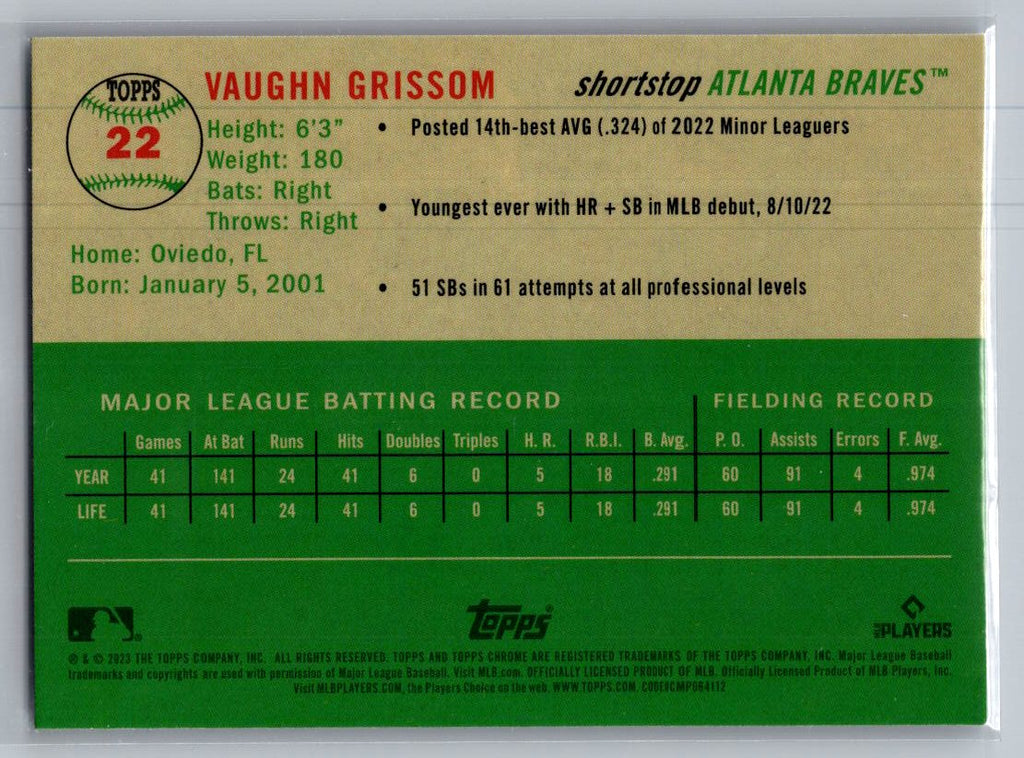 TOPPS
22
VAUGHN GRISSOM
shortstop ATLANTA BRAVES™
Height: 6'3"
Weight: 180
Bats: Right
Throws: Right
Home: Oviedo, FL
Born: January 5, 2001
• Posted 14th-best AVG (.324) of 2022 Minor Leaguers
• Youngest ever with HR + SB in MLB debut, 8/10/22
• 51 SBs in 61 attempts at all professional levels
MAJOR LEAGUE BATTING RECORD FIELDING RECORD
Games At Bat Runs Hits Doubles Triples H. R. R.B.I. B. Avg. P. O. Assists Errors F. Avg.
YEAR 41 141 24 41 6 0 5 18 .291 60 91 4 .974
LIFE 41 141 24 41 6 0 5 18 .291 60 91 4 .974
Topps
MLB PLAYERS
® & © 2023 THE TOPPS COMPANY, INC. ALL RIGHTS RESERVED. TOPPS AND TOPPS CHROME ARE REGISTERED TRADEMARKS OF THE TOPPS COMPANY, INC. Major League Baseball
trademarks and copyrights are used with permission of Major League Baseball. Visit MLB.com. OFFICIALLY LICENSED PRODUCT OF MLB. Officially Licensed Product of MLB Players, Inc.
Visit MLBPLAYERS.COM, the Players Choice on the web. WWW.TOPPS.COM. CODE#CMP064112